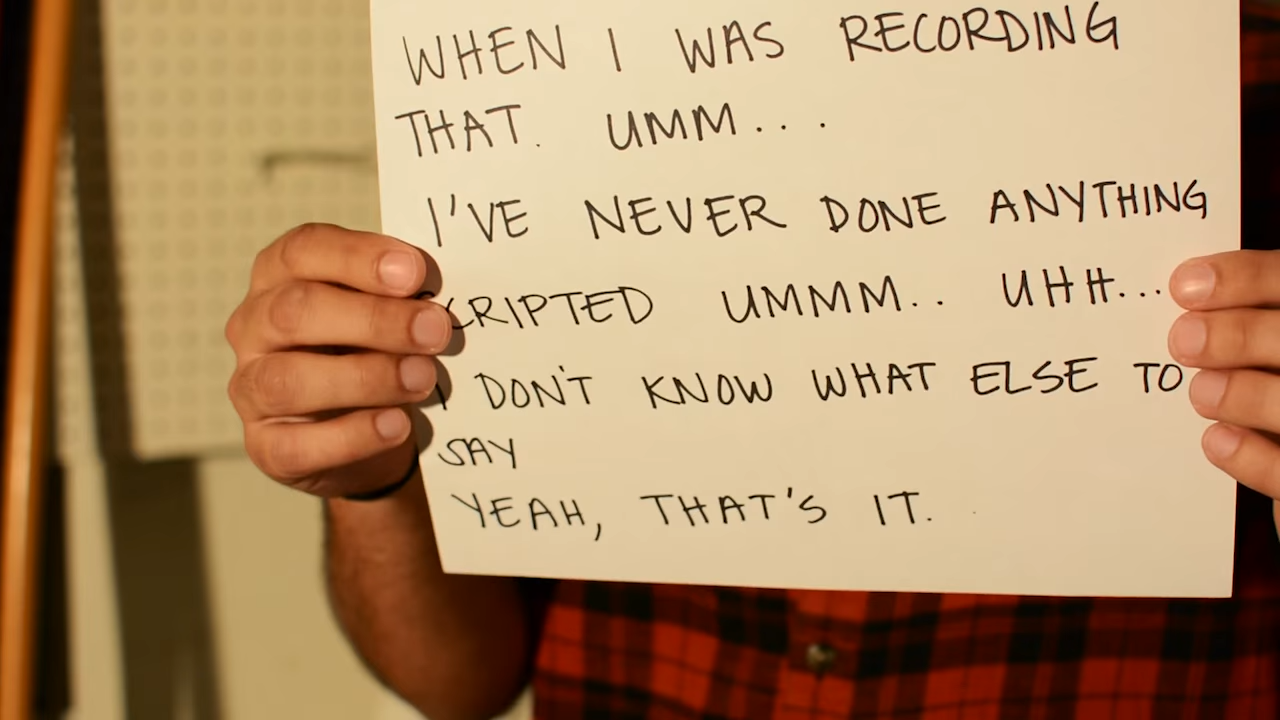 WHEN I WAS RECORDING
THAT. UMM...
I'VE NEVER DONE ANYTHING
SCRIPTED UMMM.. UHH...
I DON'T KNOW WHAT ELSE TO
SAY
YEAH, THAT'S IT.